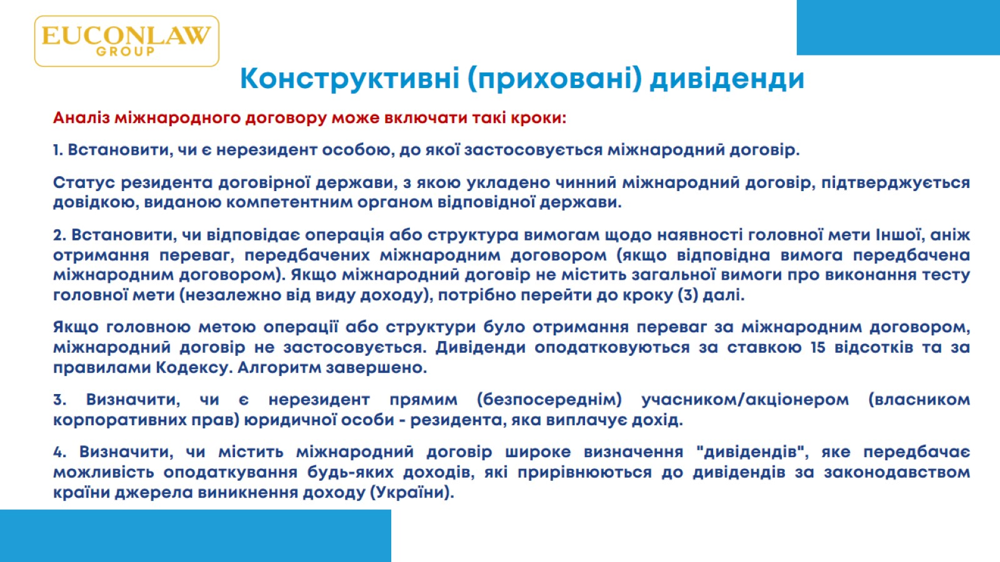 EUCONLAW
GROUP
Конструктивні (приховані) дивіденди
Аналіз міжнародного договору може включати такі кроки:
1. Встановити, чи є нерезидент особою, до якої застосовується міжнародний договір.
Статус резидента договірної держави, з якою укладено чинний міжнародний договір, підтверджується
довідкою, виданою компетентним органом відповідної держави.
2. Встановити, чи відповідає операція або структура вимогам щодо наявності головної мети Іншої, аніж
отримання переваг, передбачених міжнародним договором (якщо відповідна вимога передбачена
міжнародним договором). Якщо міжнародний договір не містить загальної вимоги про виконання тесту
головної мети (незалежно від виду доходу), потрібно перейти до кроку (3) далі.
Якщо головною метою операції або структури було отримання переваг за міжнародним договором,
міжнародний договір не застосовується. Дивіденди оподатковуються за ставкою 15 відсотків та за
правилами Кодексу. Алгоритм завершено.
3. Визначити, чи є нерезидент прямим (безпосереднім) учасником/акціонером (власником
корпоративних прав) юридичної особи - резидента, яка виплачує дохід.
4. Визначити, чи містить міжнародний договір широке визначення "дивідендів", яке передбачає
можливість оподаткування будь-яких доходів, які прирівнюються до дивідендів за законодавством
країни джерела виникнення доходу (України).